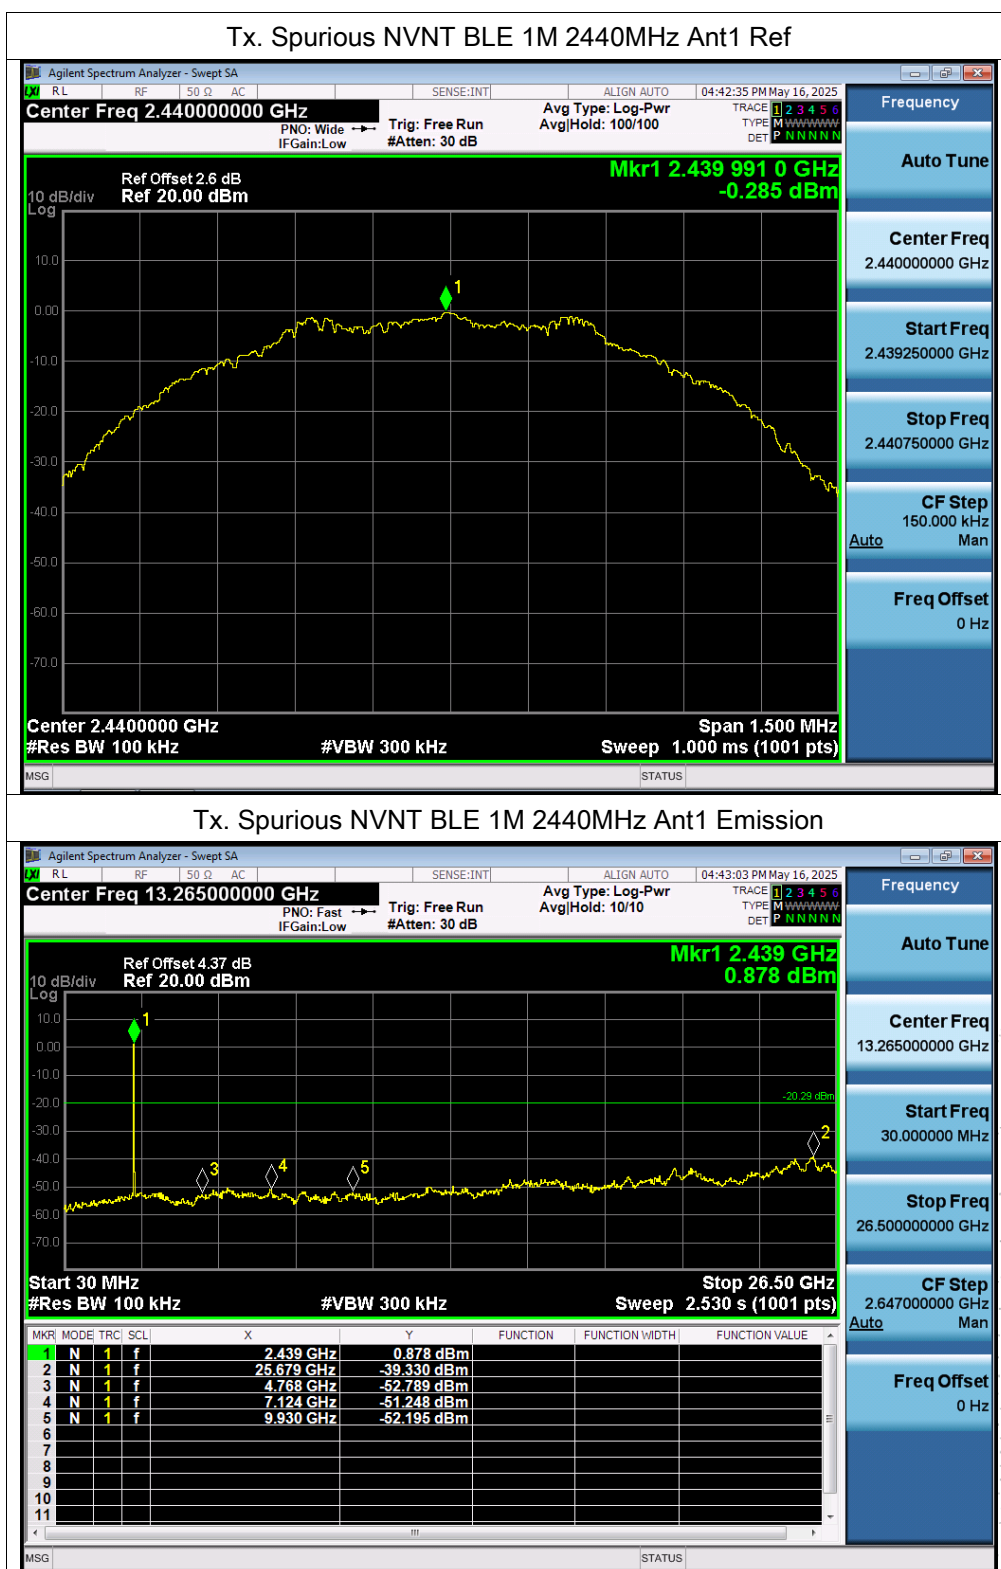 Tx. Spurious NVNT BLE 1M 2440MHz Ant1 Ref
Agilent Spectrum Analyzer - Swept SA
LXI RL RF 50 Ω AC SENSE:INT ALIGN AUTO 04:42:35 PM May 16, 2025
Center Freq 2.440000000 GHz
PNO: Wide
IFGain:Low
Trig: Free Run
#Atten: 30 dB
Avg Type: Log-Pwr
Avg|Hold: 100/100
TRACE 1 2 3 4 5 6
TYPE M WWWWW
DET P N N N N N
Ref Offset 2.6 dB
Ref 20.00 dBm
10 dB/div
Log
Mkr1 2.439 991 0 GHz
-0.285 dBm
1
10.0
0.00
-10.0
-20.0
-30.0
-40.0
-50.0
-60.0
-70.0
Center 2.4400000 GHz
Span 1.500 MHz
#Res BW 100 kHz
#VBW 300 kHz
Sweep 1.000 ms (1001 pts)
MSG
STATUS
Frequency
Auto Tune
Center Freq
2.440000000 GHz
Start Freq
2.439250000 GHz
Stop Freq
2.440750000 GHz
CF Step
150.000 kHz
Auto Man
Freq Offset
0 Hz
Tx. Spurious NVNT BLE 1M 2440MHz Ant1 Emission
Agilent Spectrum Analyzer - Swept SA
LXI RL RF 50 Ω AC SENSE:INT ALIGN AUTO 04:43:03 PM May 16, 2025
Center Freq 13.265000000 GHz
PNO: Fast
IFGain:Low
Trig: Free Run
#Atten: 30 dB
Avg Type: Log-Pwr
Avg|Hold: 10/10
TRACE 1 2 3 4 5 6
TYPE M WWWWW
DET P N N N N N
Ref Offset 4.37 dB
Ref 20.00 dBm
10 dB/div
Log
Mkr1 2.439 GHz
0.878 dBm
10.0
0.00
-10.0
-20.0
-30.0
-40.0
-50.0
-60.0
-70.0
1
-20.29 dBm
2
3
4
5
Start 30 MHz
Stop 26.50 GHz
#Res BW 100 kHz
#VBW 300 kHz
Sweep 2.530 s (1001 pts)
MKR MODE TRC SCL X Y FUNCTION FUNCTION WIDTH FUNCTION VALUE
1 N 1 f 2.439 GHz 0.878 dBm
2 N 1 f 25.679 GHz -39.330 dBm
3 N 1 f 4.768 GHz -52.789 dBm
4 N 1 f 7.124 GHz -51.248 dBm
5 N 1 f 9.930 GHz -52.195 dBm
6
7
8
9
10
11
MSG
STATUS
Frequency
Auto Tune
Center Freq
13.265000000 GHz
Start Freq
30.000000 MHz
Stop Freq
26.500000000 GHz
CF Step
2.647000000 GHz
Auto Man
Freq Offset
0 Hz